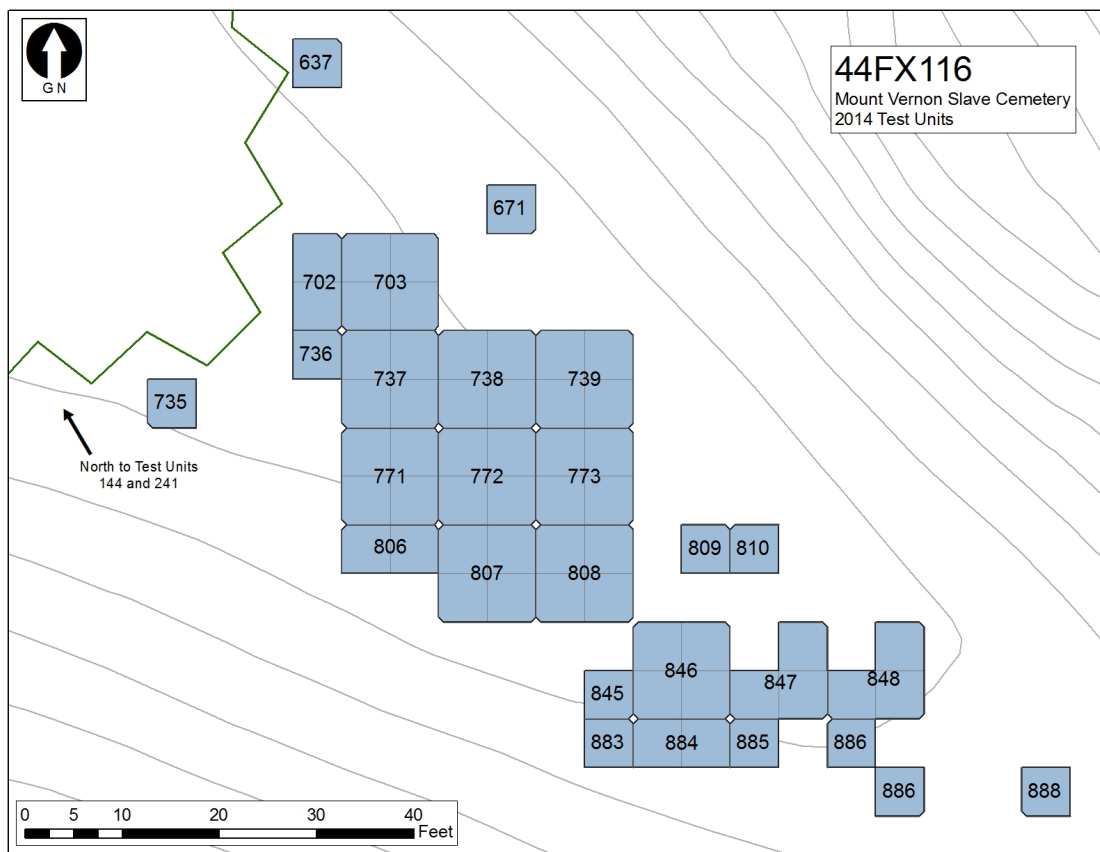 GN
44FX116
Mount Vernon Slave Cemetery
2014 Test Units
637
671
702 703
736
737 738 739
735
North to Test Units
144 and 241
771 772 773
806
807 808
809 810
846
845
847 848
883 884 885 886
886 888
0 5 10 20 30 40
Feet